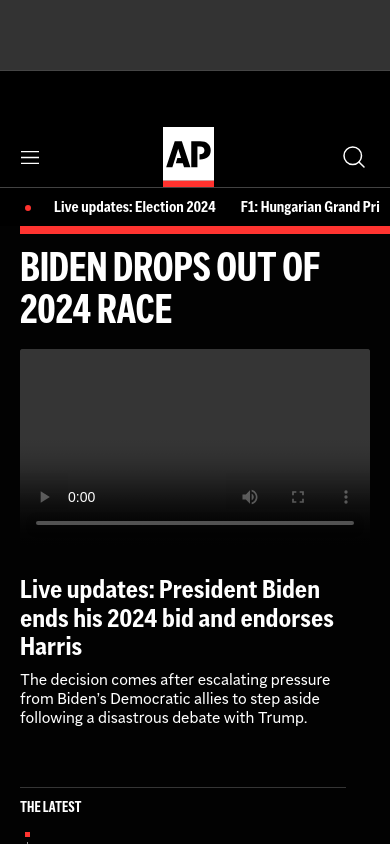 AP
Live updates: Election 2024 F1: Hungarian Grand Pri
BIDEN DROPS OUT OF
2024 RACE
0:00
Live updates: President Biden
ends his 2024 bid and endorses
Harris
The decision comes after escalating pressure
from Biden's Democratic allies to step aside
following a disastrous debate with Trump.
THE LATEST